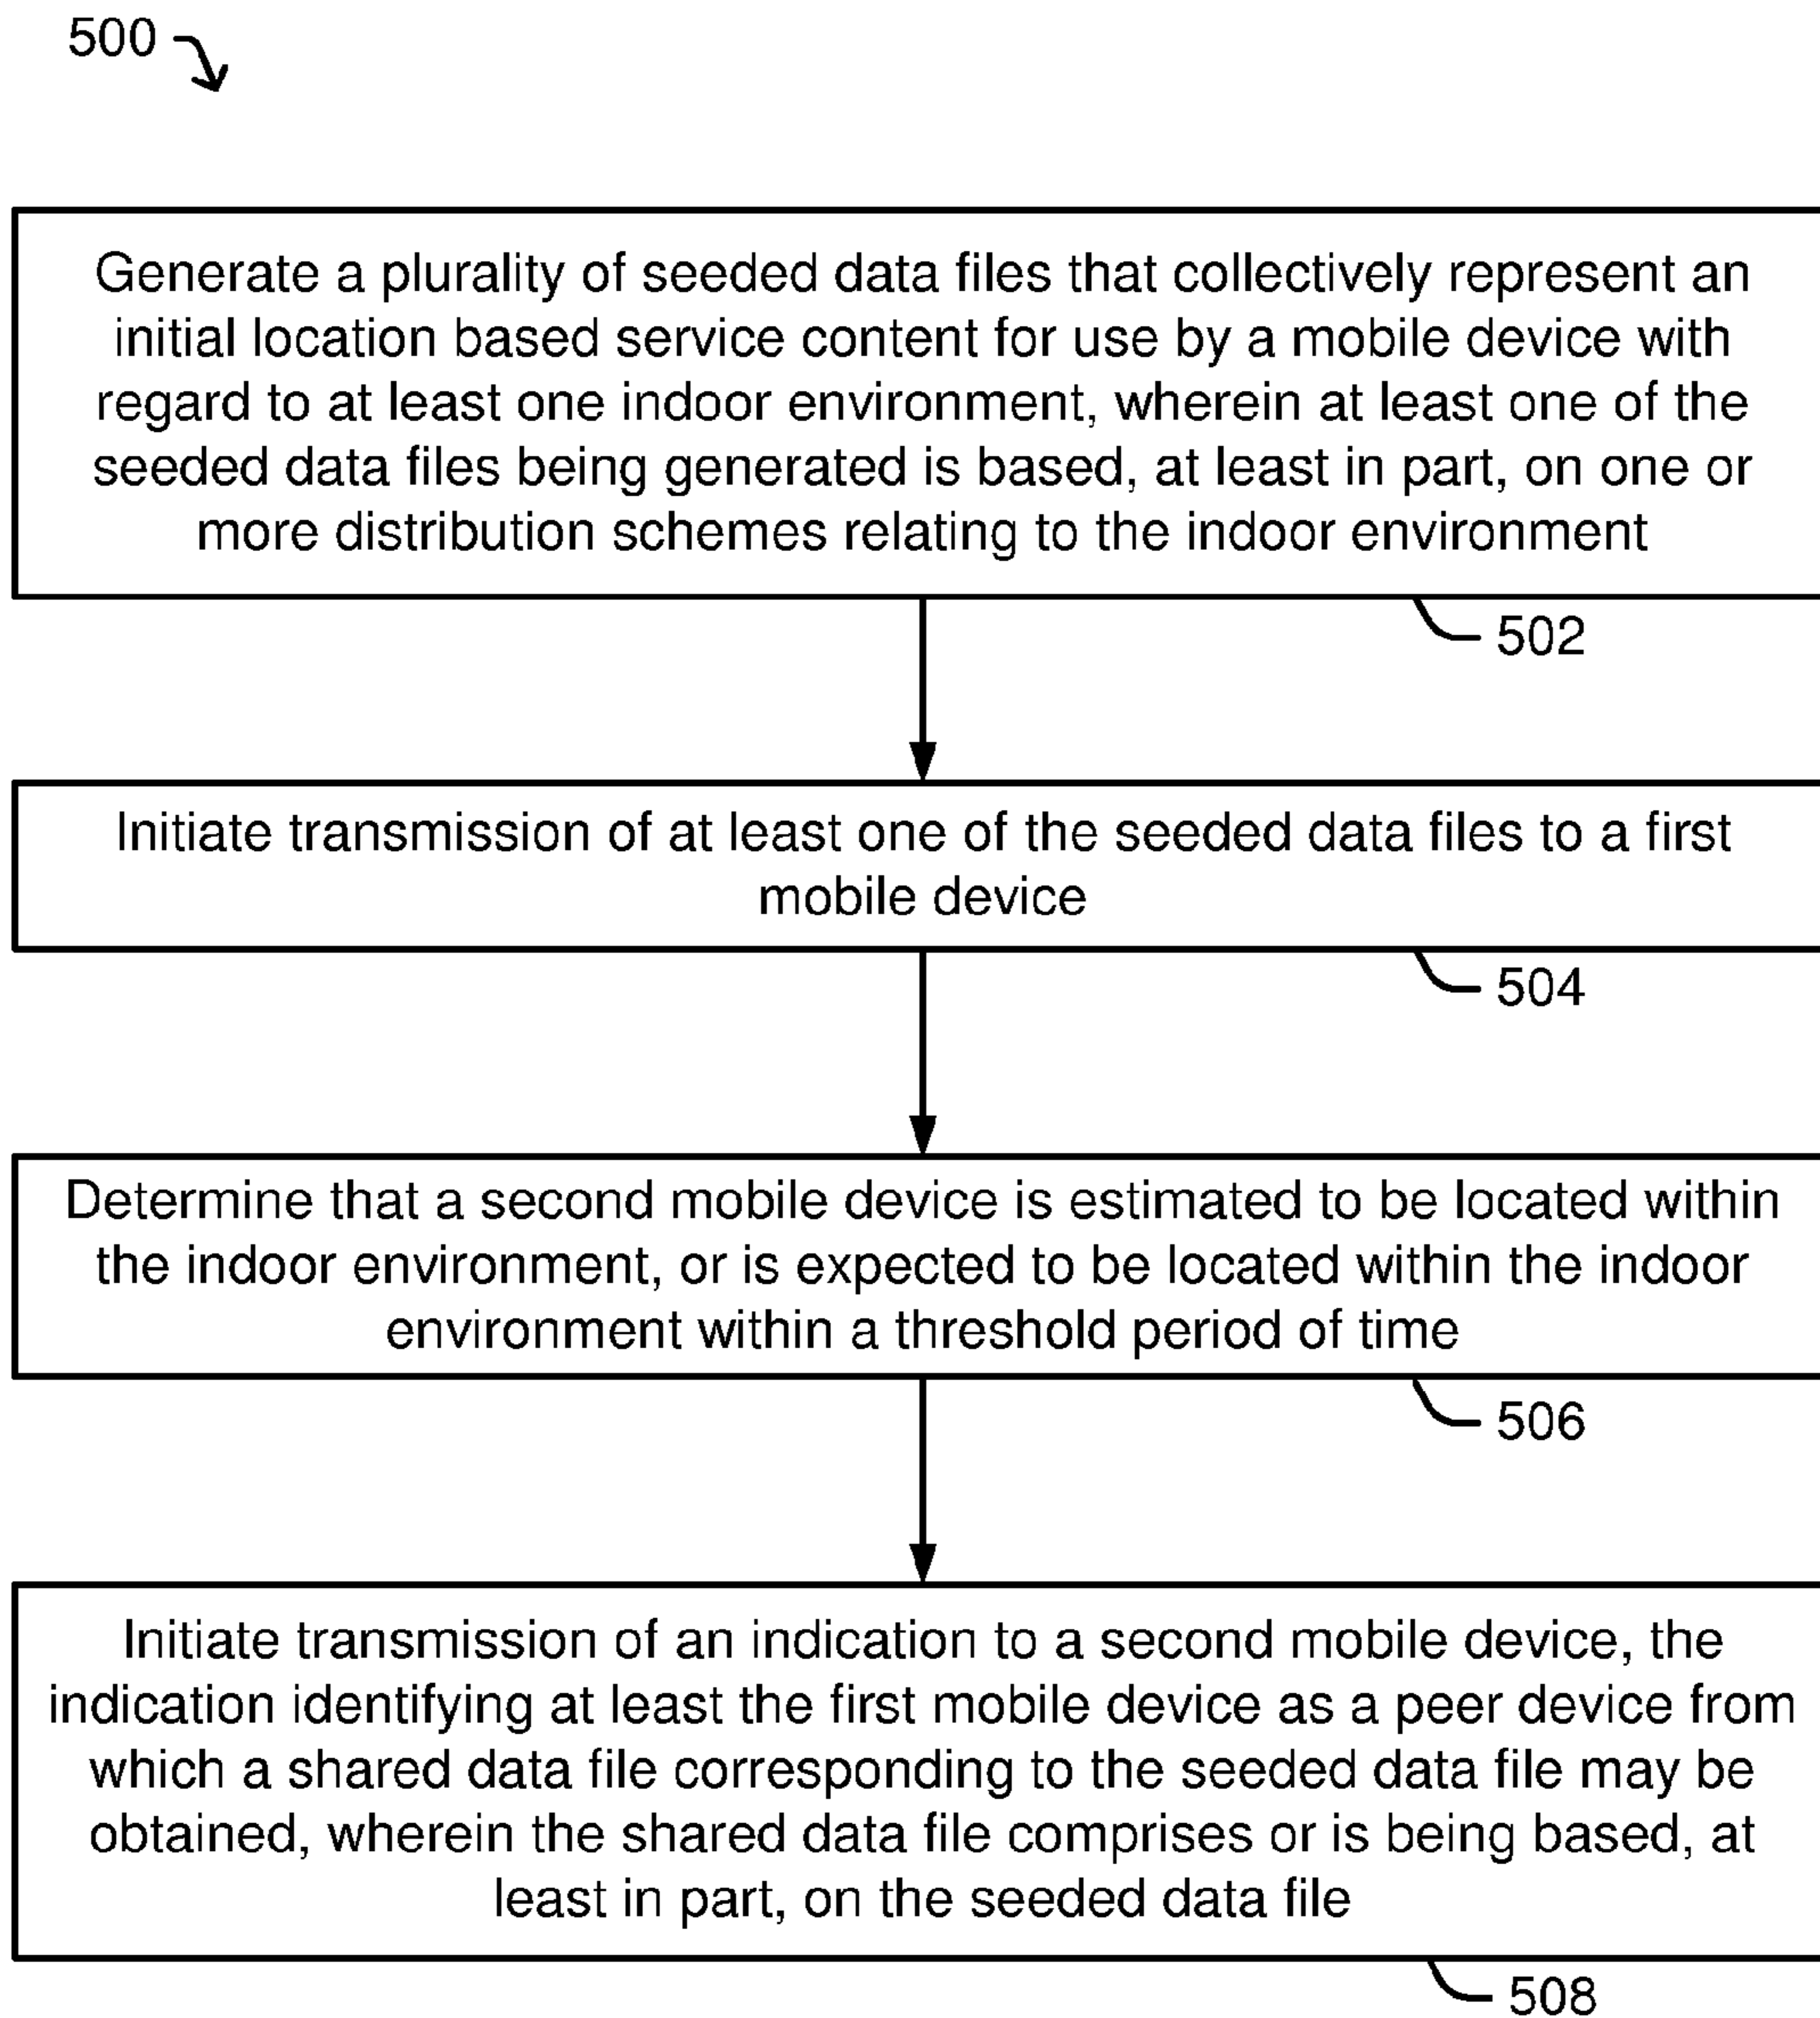 500
Generate a plurality of seeded data files that collectively represent an
initial location based service content for use by a mobile device with
regard to at least one indoor environment, wherein at least one of the
seeded data files being generated is based, at least in part, on one or
more distribution schemes relating to the indoor environment
502
Initiate transmission of at least one of the seeded data files to a first
mobile device
504
Determine that a second mobile device is estimated to be located within
the indoor environment, or is expected to be located within the indoor
environment within a threshold period of time
506
Initiate transmission of an indication to a second mobile device, the
indication identifying at least the first mobile device as a peer device from
which a shared data file corresponding to the seeded data file may be
obtained, wherein the shared data file comprises or is being based, at
least in part, on the seeded data file
508